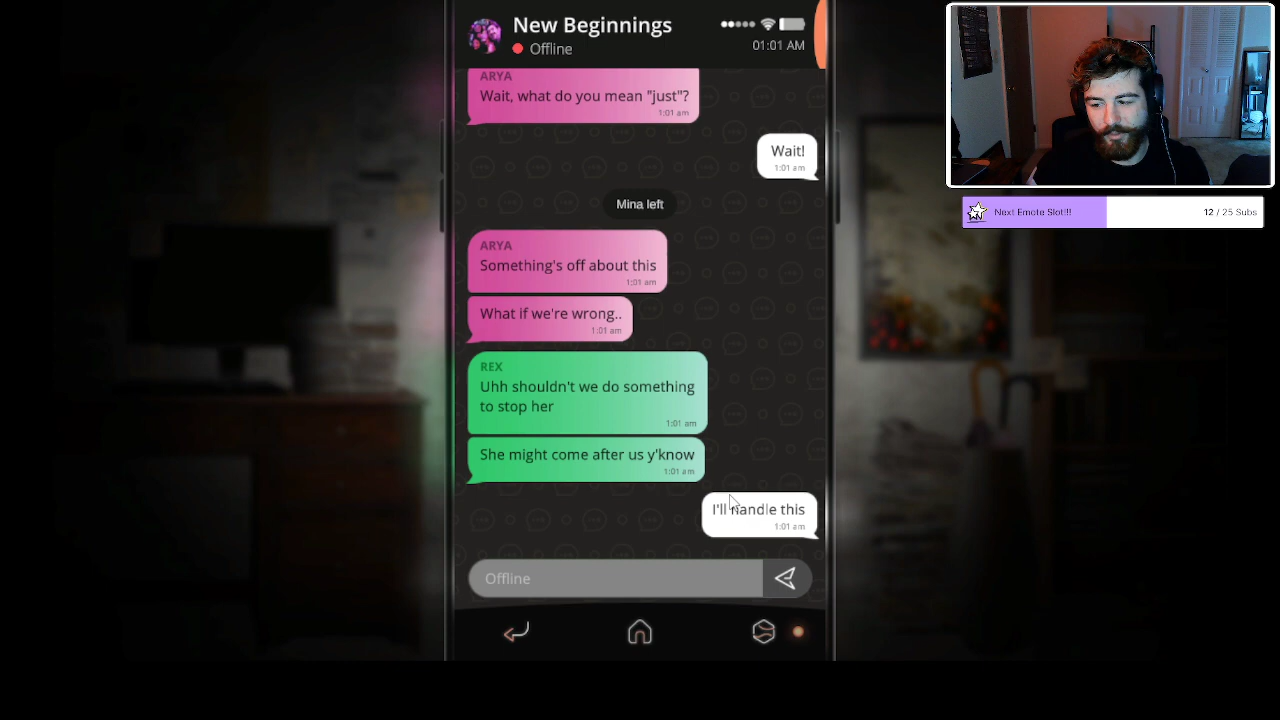 New Beginnings
Offline
01:01 AM
ARYA
Wait, what do you mean "just"?
1:01 am
Wait!
1:01 am
Mina left
ARYA
Something's off about this
1:01 am
What if we're wrong..
1:01 am
REX
Uhh shouldn't we do something
to stop her
1:01 am
She might come after us y'know
1:01 am
I'll handle this
1:01 am
Offline
Next Emote Slot!!!
12 / 25 Subs